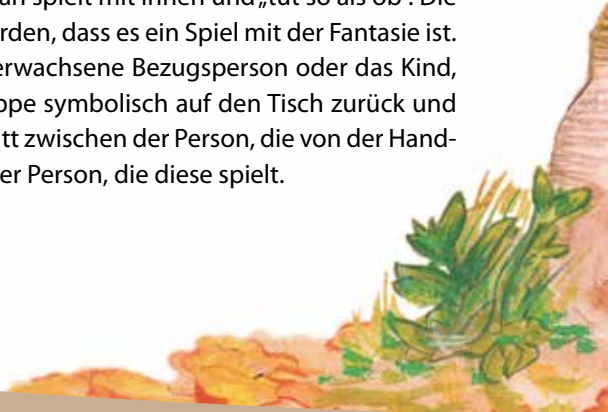 an spielt mit ihnen und „tut so als ob“. Die
rden, dass es ein Spiel mit der Fantasie ist.
erwachsene Bezugsperson oder das Kind,
ppe symbolisch auf den Tisch zurück und
itt zwischen der Person, die von der Hand-
er Person, die diese spielt.